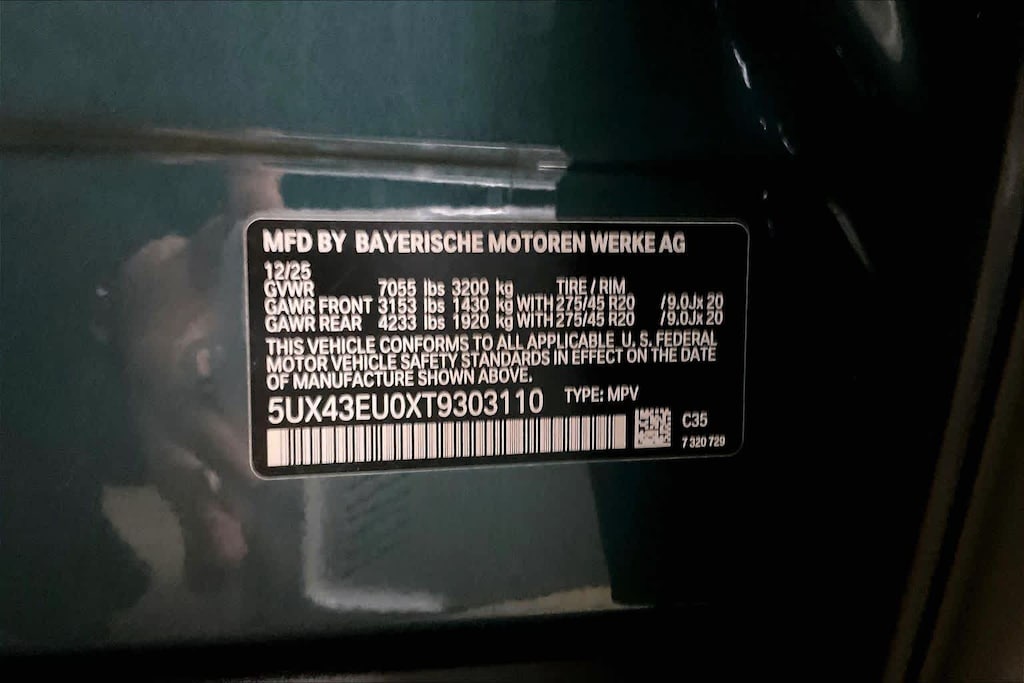 MFD BY BAYERISCHE MOTOREN WERKE AG
12/25
GVWR 7055 lbs 3200 kg TIRE / RIM
GAWR FRONT 3153 lbs 1430 kg WITH 275/45 R20 /9.0Jx 20
GAWR REAR 4233 lbs 1920 kg WITH 275/45 R20 /9.0Jx 20
THIS VEHICLE CONFORMS TO ALL APPLICABLE U. S. FEDERAL
MOTOR VEHICLE SAFETY STANDARDS IN EFFECT ON THE DATE
OF MANUFACTURE SHOWN ABOVE.
5UX43EU0XT9303110 TYPE: MPV
C35
7 320 729